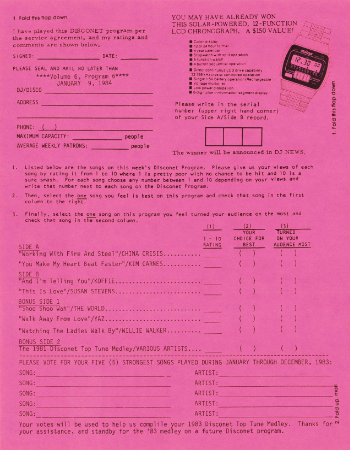 1 Fold this flap down
I have played this DISCONET program per
the carrier agreement, and my ratings and
comments are shown below.
SIGNED: DATE:
PLEASE SEAL AND MAIL NO LATER THAN
****Volume 6, Program 8****
JANUARY 9, 1984
DJ/DISCO
ADDRESS
PHONE: ( )
MAXIMUM CAPACITY: people
AVERAGE WEEKLY PATRONS: people
YOU MAY HAVE ALREADY WON
THIS SOLAR-POWERED, 12-FUNCTION
LCD CHRONOGRAPH, A $150 VALUE!
Please write in the serial
number (upper right hand corner)
of your Side A/Side B record.
The winner will be announced in DJ NEWS.
1 Fold this flap down
1. Listed below are the songs on this week's Disconet Program. Please give us your views of each
song by rating it from 1 to 10 where 1 is pretty poor with no chance to hit and 10 is a
sure smash. For each song choose any number between 1 and 10 depending on your views and
write that number next to each song on the Disconet Program.
2. Then, select the one song you feel is best on this program and check that song in the first
column to the right.
3. Finally, select the one song on this program you feel turned your audience on the most and
check that song in the second column.
(1) (2) (3)
YOUR TURNED
1 - 10 CHOICE FOR ON YOUR
RATING BEST AUDIENCE MOST
SIDE A
"Working With Fire And Steel"/CHINA CRISIS ( ) ( )
"You Make My Heart Beat Faster"/KIM CARNES ( ) ( )
SIDE B
"And I'm Telling You"/KOFFIE ( ) ( )
"This Is Love"/SUSAN STEVENS ( ) ( )
BONUS SIDE 1
"Shoo Shoo Wah"/THE WORLD ( ) ( )
"Walk Away From Love"/YAZ ( ) ( )
"Watching The Ladies Walk By"/WILLIE WALKER ( ) ( )
BONUS SIDE 2
The 1981 Disconet Top Tune Medley/VARIOUS ARTISTS ( ) ( )
PLEASE VOTE FOR YOUR FIVE (5) STRONGEST SONGS PLAYED DURING JANUARY THROUGH DECEMBER, 1983:
SONG: ARTIST:
SONG: ARTIST:
SONG: ARTIST:
SONG: ARTIST:
SONG: ARTIST:
Your votes will be used to help us compile your 1983 Disconet Top Tune Medley. Thanks for
your assistance, and standby for the '83 medley on a future Disconet program.
2 Fold up next